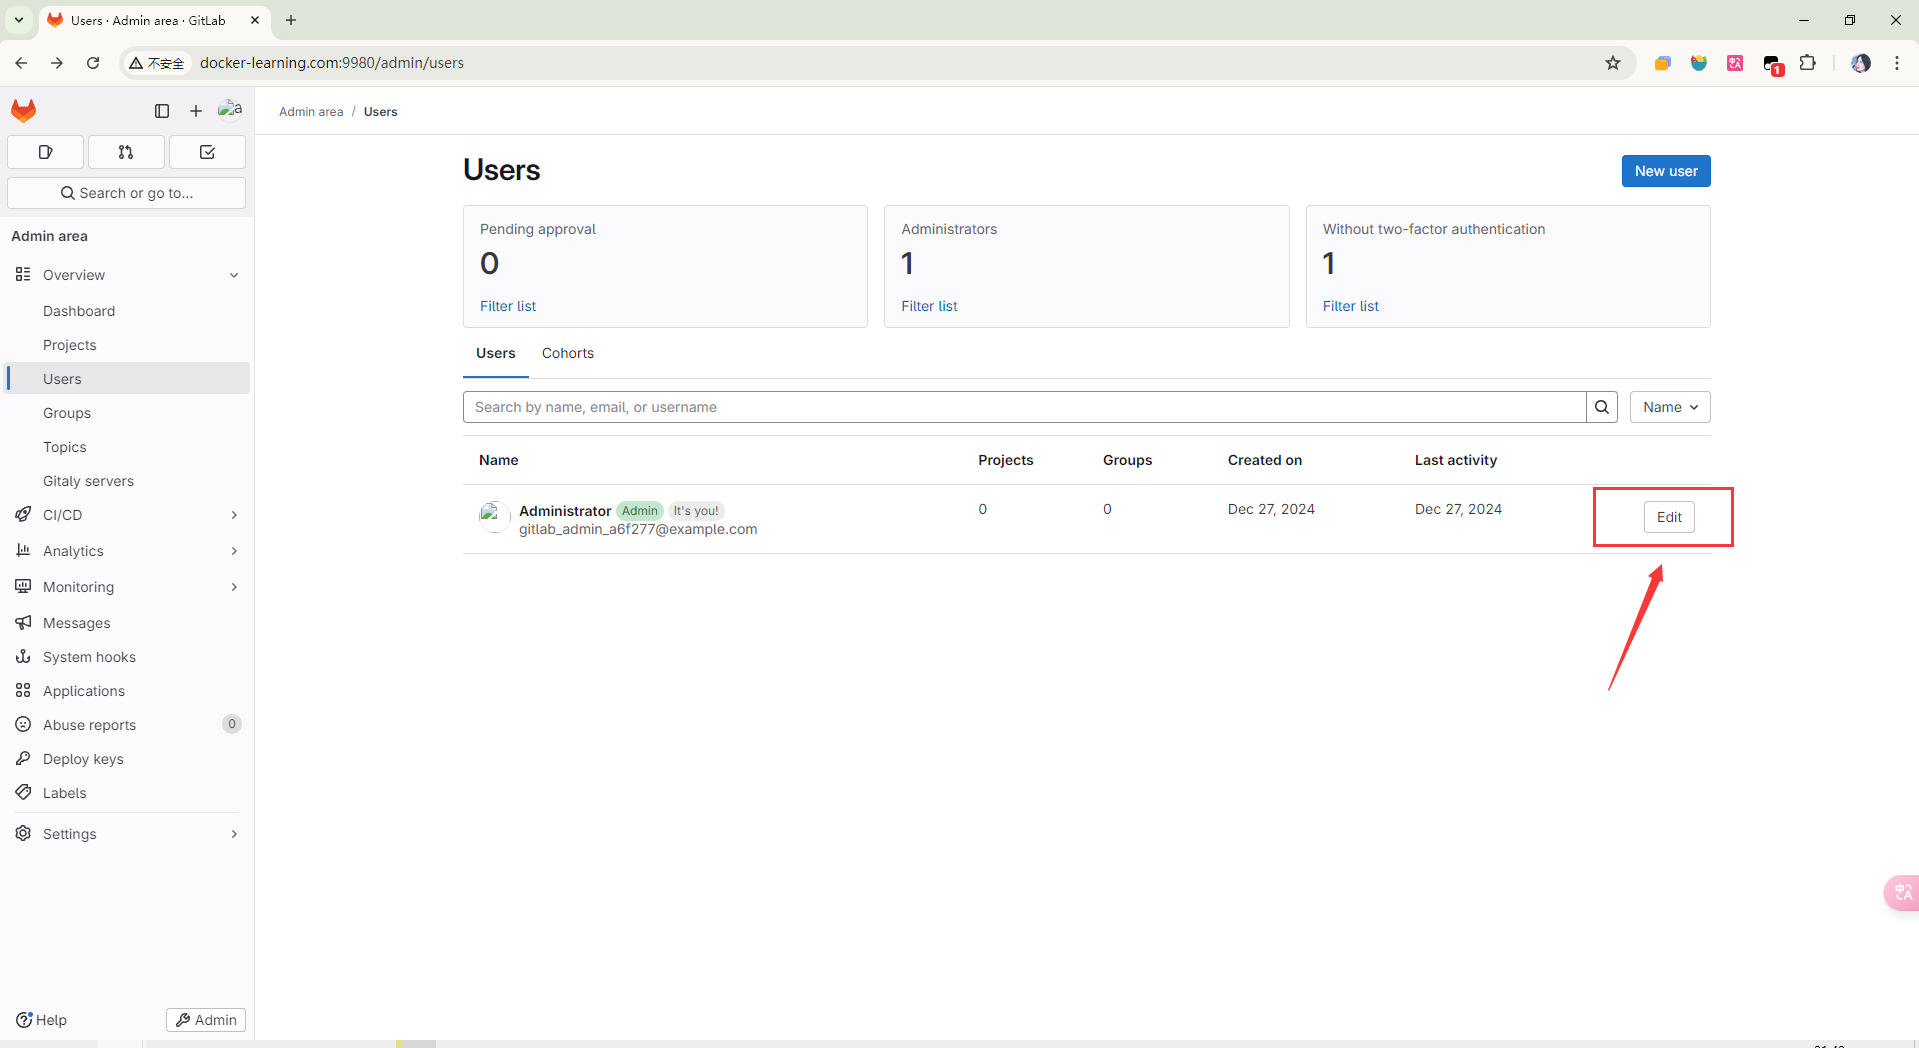 Users · Admin area · GitLab
不安全
docker-learning.com:9980/admin/users
1
a
Search or go to...
Admin area
Overview
Dashboard
Projects
Users
Groups
Topics
Gitaly servers
CI/CD
Analytics
Monitoring
Messages
System hooks
Applications
Abuse reports 0
Deploy keys
Labels
Settings
Help
Admin
Admin area / Users
Users
New user
Pending approval
0
Filter list
Administrators
1
Filter list
Without two-factor authentication
1
Filter list
Users Cohorts
Search by name, email, or username
Name
Name Projects Groups Created on Last activity
Administrator Admin It's you! 0 0 Dec 27, 2024 Dec 27, 2024 Edit
gitlab_admin_a6f277@example.com